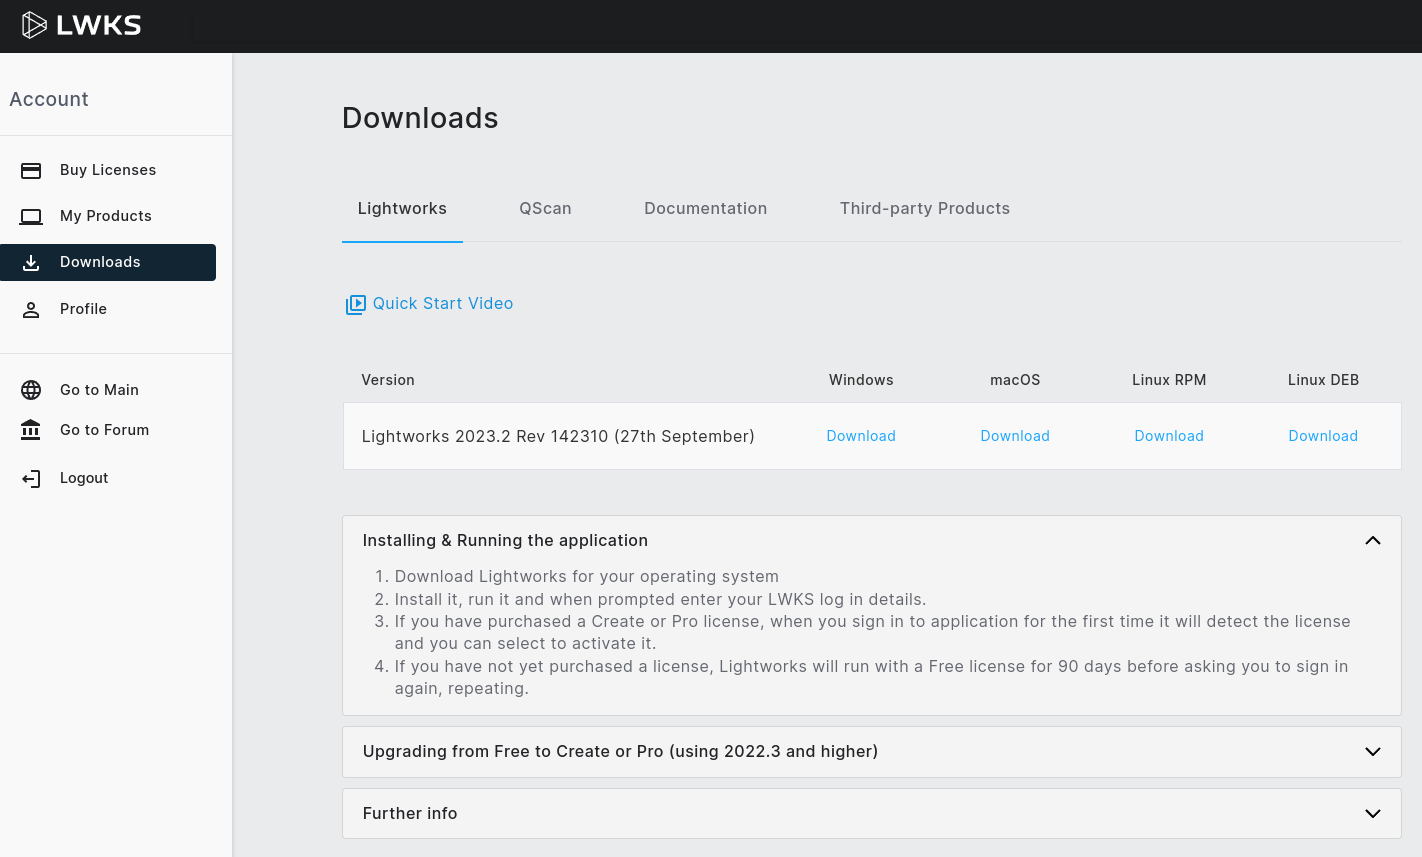 LWKS
Account
Buy Licenses
My Products
Downloads
Profile
Go to Main
Go to Forum
Logout
Downloads
Lightworks QScan Documentation Third-party Products
Quick Start Video
Version Windows macOS Linux RPM Linux DEB
Lightworks 2023.2 Rev 142310 (27th September) Download Download Download Download
Installing & Running the application
1. Download Lightworks for your operating system
2. Install it, run it and when prompted enter your LWKS log in details.
3. If you have purchased a Create or Pro license, when you sign in to application for the first time it will detect the license
and you can select to activate it.
4. If you have not yet purchased a license, Lightworks will run with a Free license for 90 days before asking you to sign in
again, repeating.
Upgrading from Free to Create or Pro (using 2022.3 and higher)
Further info